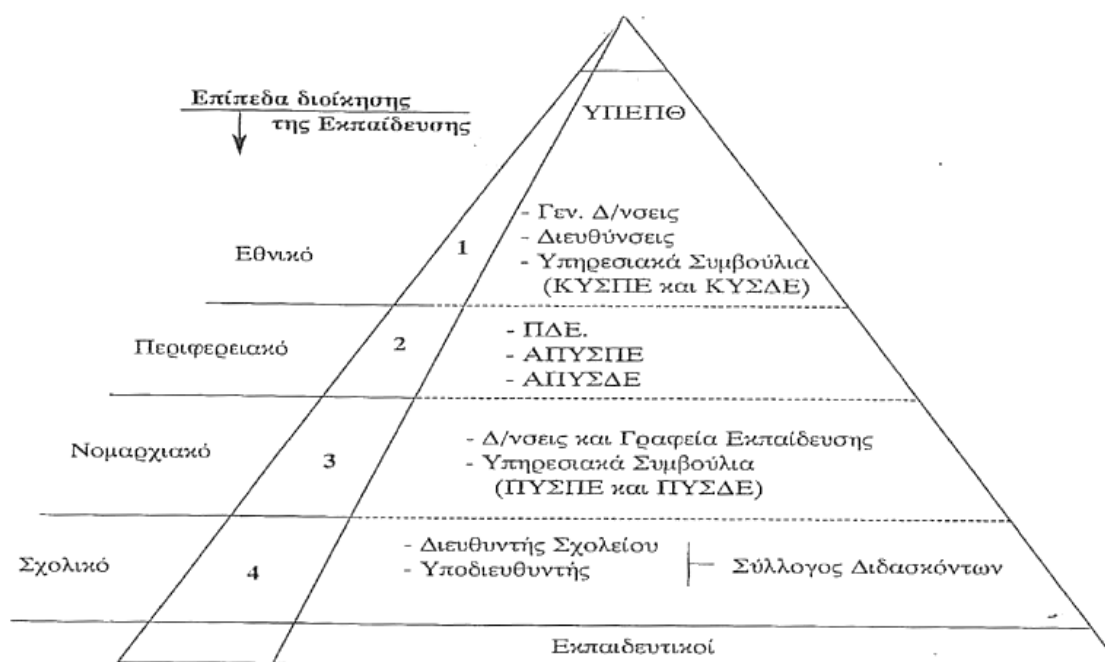 Επίπεδα διοίκησης
της Εκπαίδευσης
ΥΠΕΠΘ
Εθνικό
1
- Γεν. Δ/νσεις
- Διευθύνσεις
- Υπηρεσιακά Συμβούλια
(ΚΥΣΠΕ και ΚΥΣΔΕ)
Περιφερειακό
2
- ΠΔΕ.
- ΑΠΥΣΠΕ
- ΑΠΥΣΔΕ
Νομαρχιακό
3
- Δ/νσεις και Γραφεία Εκπαίδευσης
- Υπηρεσιακά Συμβούλια
(ΠΥΣΠΕ και ΠΥΣΔΕ)
Σχολικό
4
- Διευθυντής Σχολείου
- Υποδιευθυντής
Σύλλογος Διδασκόντων
Εκπαιδευτικοί